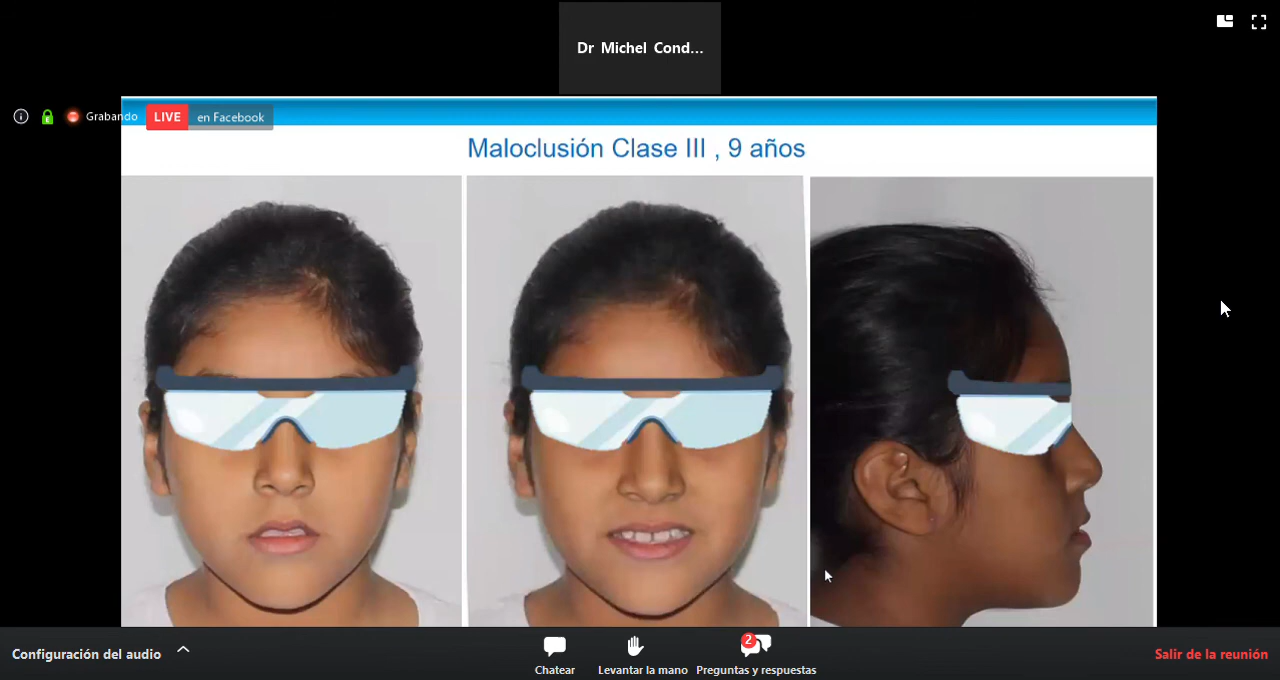 Dr Michel Cond...
Grabando
LIVE en Facebook
Maloclusión Clase III , 9 años
Configuración del audio
Chatear
Levantar la mano
2
Preguntas y respuestas
Salir de la reunión